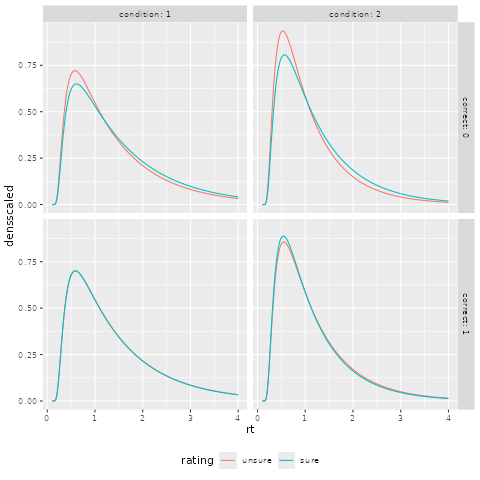 condition: 1
condition: 2
0.75
0.50
0.25
0.00
correct: 0
0.75
0.50
0.25
0.00
correct: 1
densscaled
0 1 2 3 4
0 1 2 3 4
rt
rating unsure sure